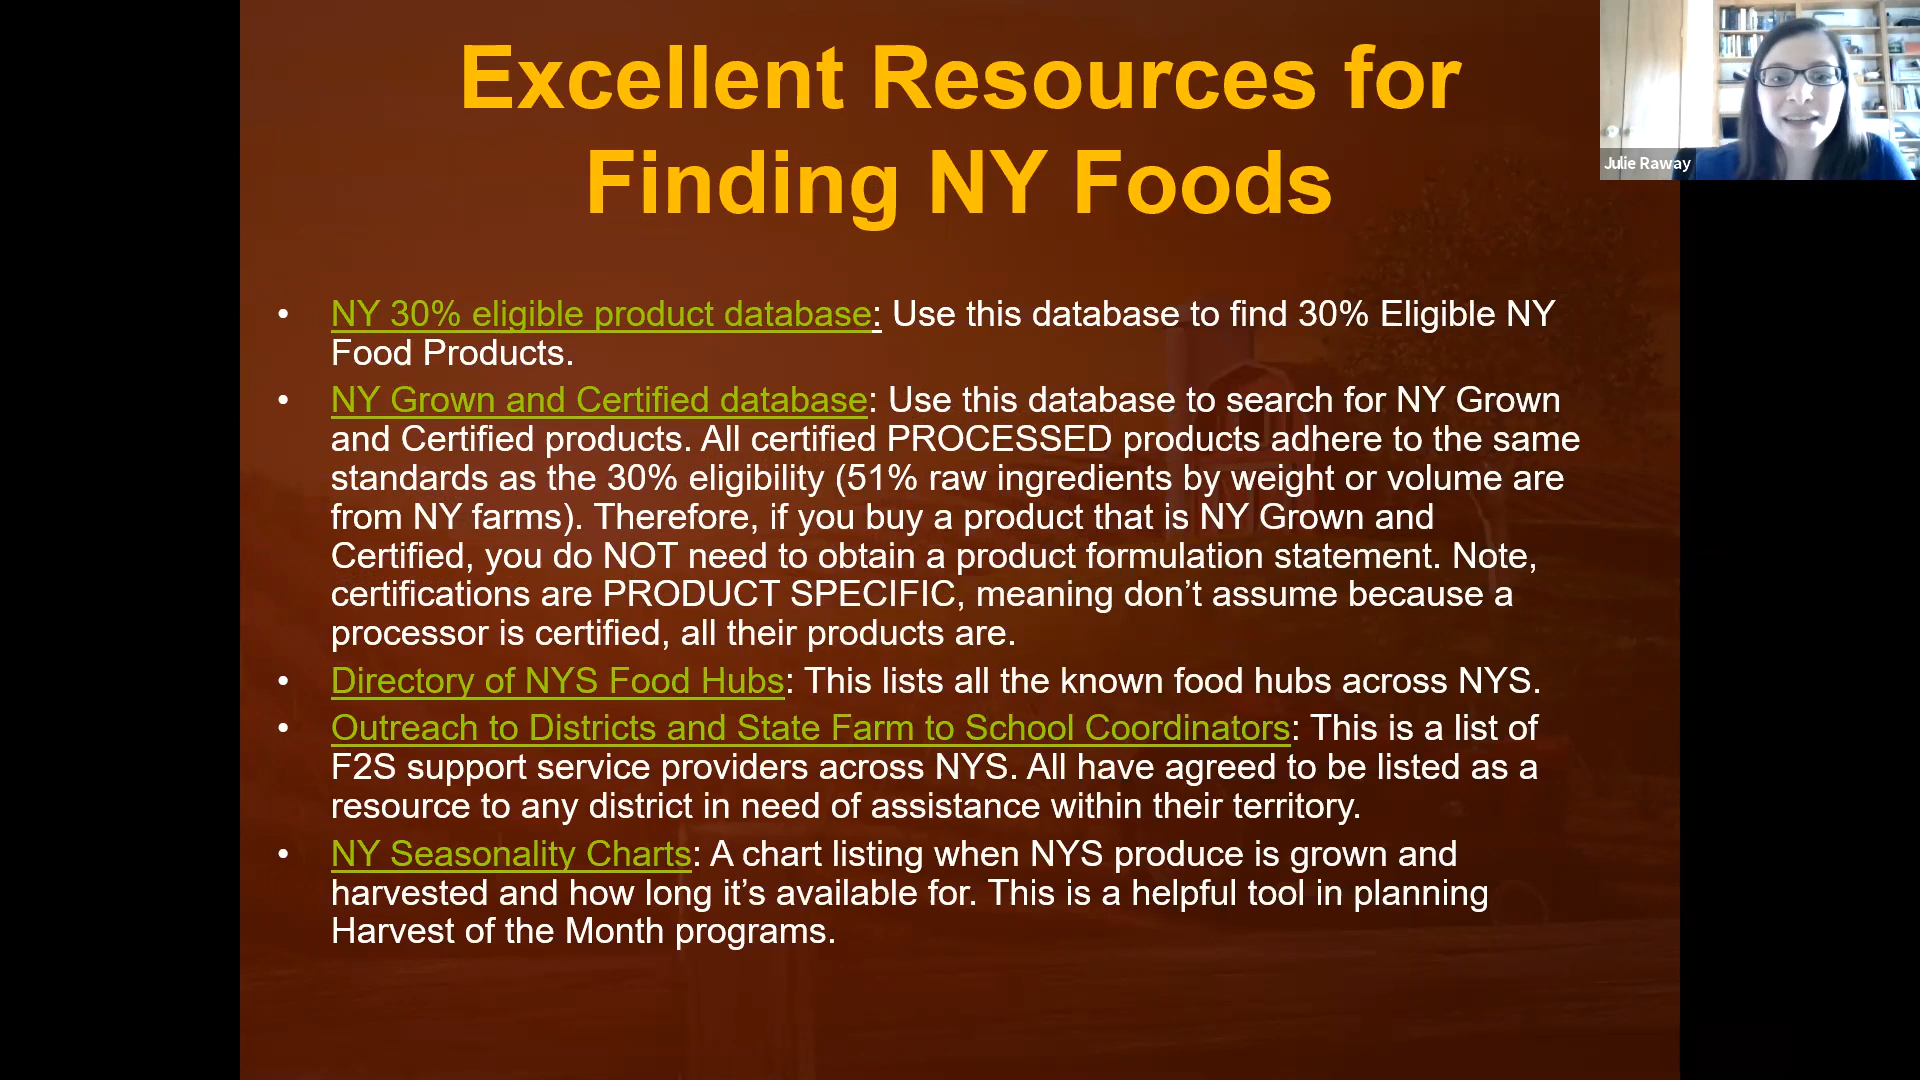 Excellent Resources for
Finding NY Foods
Julie Raway
• NY 30% eligible product database: Use this database to find 30% Eligible NY
Food Products.
• NY Grown and Certified database: Use this database to search for NY Grown
and Certified products. All certified PROCESSED products adhere to the same
standards as the 30% eligibility (51% raw ingredients by weight or volume are
from NY farms). Therefore, if you buy a product that is NY Grown and
Certified, you do NOT need to obtain a product formulation statement. Note,
certifications are PRODUCT SPECIFIC, meaning don’t assume because a
processor is certified, all their products are.
• Directory of NYS Food Hubs: This lists all the known food hubs across NYS.
• Outreach to Districts and State Farm to School Coordinators: This is a list of
F2S support service providers across NYS. All have agreed to be listed as a
resource to any district in need of assistance within their territory.
• NY Seasonality Charts: A chart listing when NYS produce is grown and
harvested and how long it’s available for. This is a helpful tool in planning
Harvest of the Month programs.